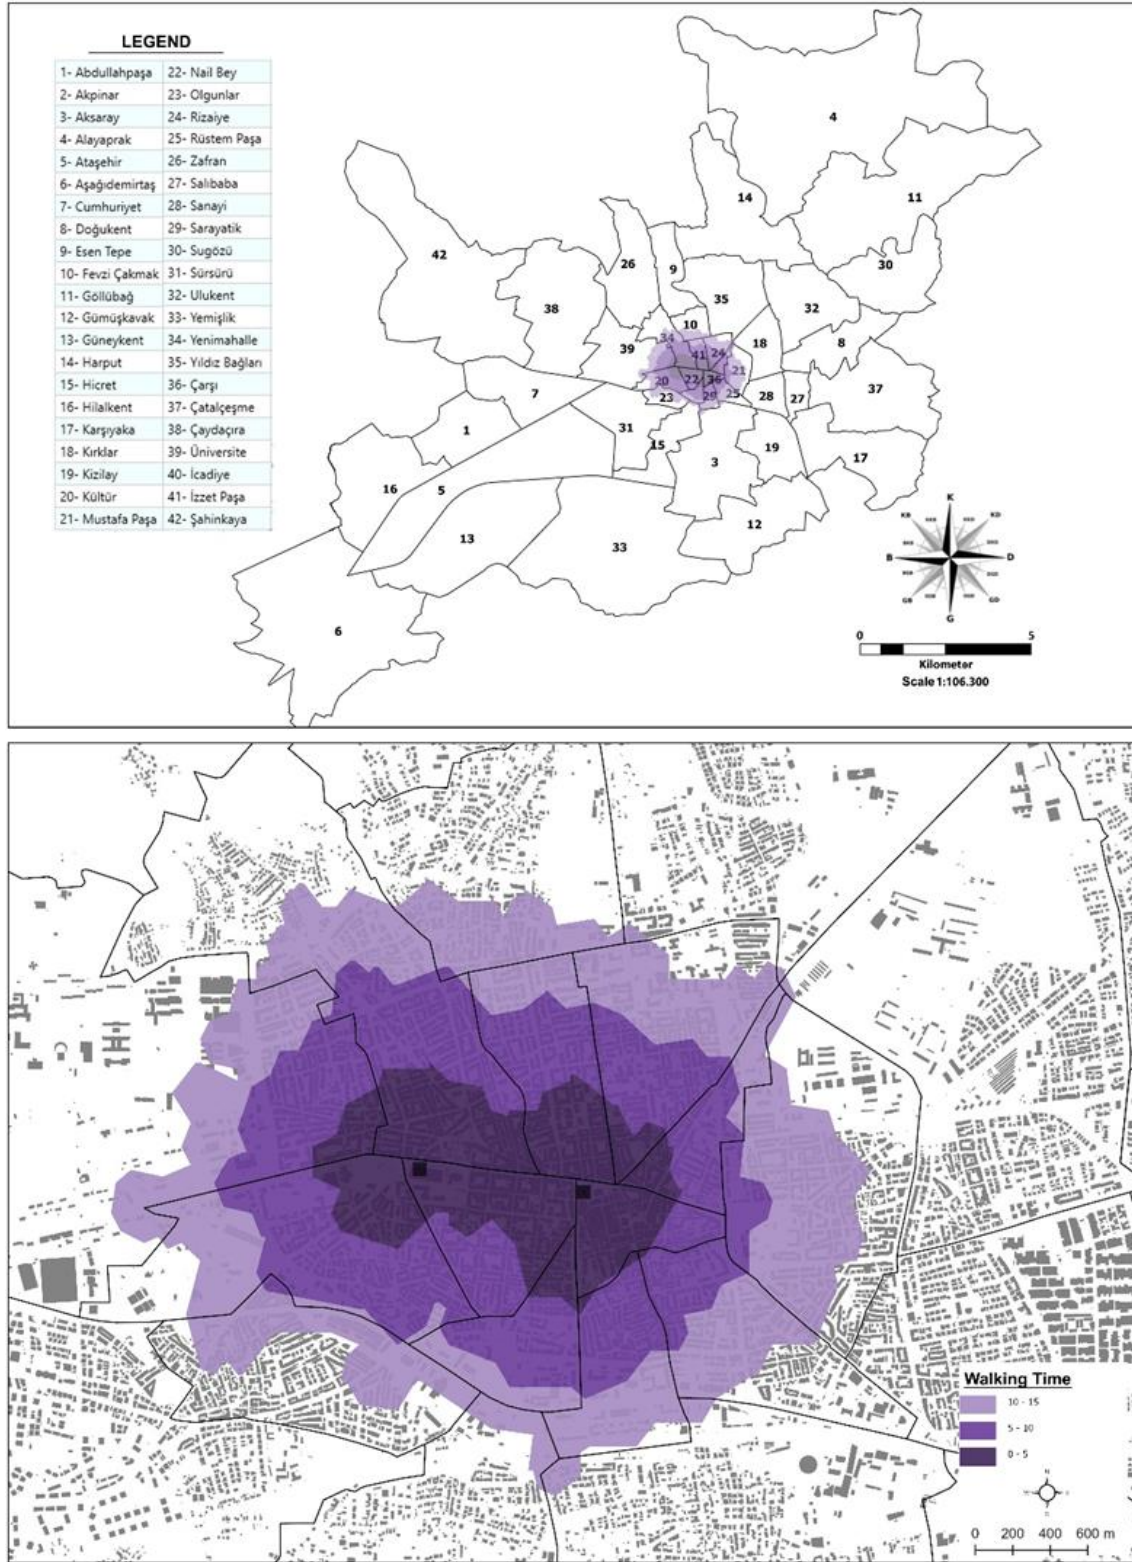 LEGEND
1- Abdullahpaşa 22- Nail Bey
2- Akpinar 23- Olgunlar
3- Aksaray 24- Rizaiye
4- Alayaprak 25- Rüstem Paşa
5- Ataşehir 26- Zafran
6- Aşağıdemirtaş 27- Salıbaba
7- Cumhuriyet 28- Sanayi
8- Doğukent 29- Sarayatik
9- Esen Tepe 30- Sugözü
10- Fevzi Çakmak 31- Sürsürü
11- Göllübağ 32- Ulukent
12- Gümüşkavak 33- Yemişlik
13- Güneykent 34- Yenimahalle
14- Harput 35- Yıldız Bağları
15- Hicret 36- Çarşı
16- Hilalkent 37- Çatalçeşme
17- Karşıyaka 38- Çaydaçıra
18- Kırklar 39- Üniversite
19- Kizilay 40- İcadiye
20- Kültür 41- İzzet Paşa
21- Mustafa Paşa 42- Şahinkaya
4
14
11
42
26
9
30
38
35
32
10
34
39
41
24
18
8
20
22
36
21
37
7
23
29
25
28
27
1
31
15
3
19
17
16
5
12
13
33
6
K
KB KD
B D
GB GD
G
0 5
Kilometer
Scale 1:106.300
Walking Time
10 - 15
5 - 10
0 - 5
N
0 200 400 600 m